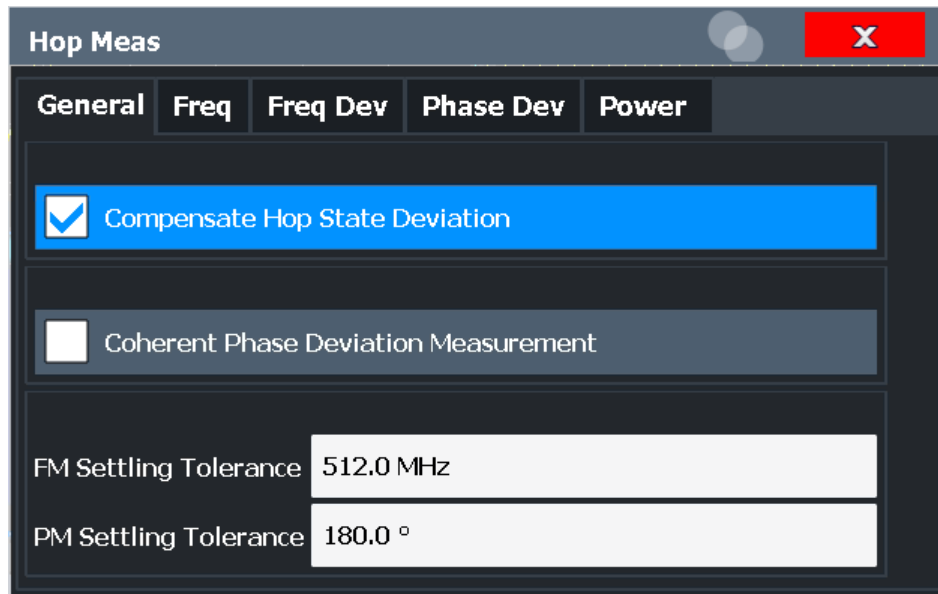 Hop Meas
X
General Freq Freq Dev Phase Dev Power
Compensate Hop State Deviation
Coherent Phase Deviation Measurement
FM Settling Tolerance 512.0 MHz
PM Settling Tolerance 180.0 º